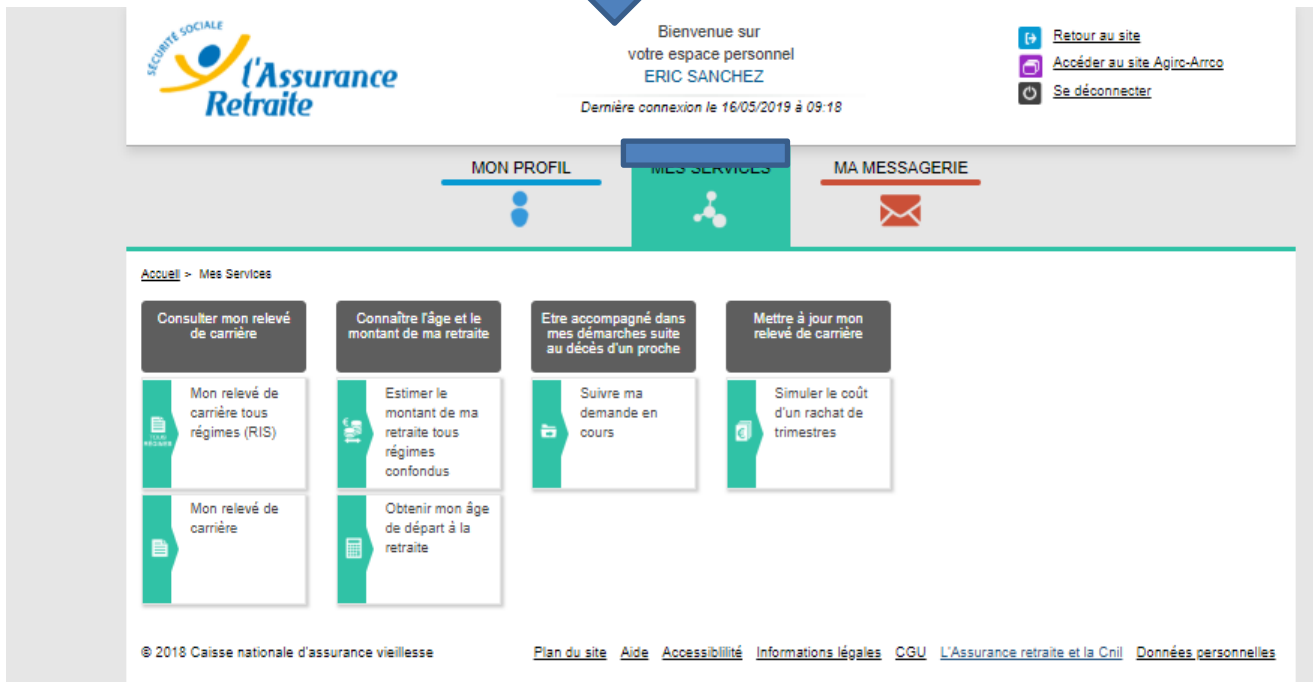 SÉCURITÉ SOCIALE
l'Assurance
Retraite
Bienvenue sur
votre espace personnel
ERIC SANCHEZ
Dernière connexion le 16/05/2019 à 09:18
Retour au site
Accéder au site Agirc-Arrco
Se déconnecter
MON PROFIL
MES SERVICES
MA MESSAGERIE
Accueil > Mes Services
Consulter mon relevé
de carrière
Mon relevé de
carrière tous
régimes (RIS)
TOUS
RÉGIMES
Mon relevé de
carrière
Connaître l'âge et le
montant de ma retraite
Estimer le
montant de ma
retraite tous
régimes
confondus
Obtenir mon âge
de départ à la
retraite
Etre accompagné dans
mes démarches suite
au décès d'un proche
Suivre ma
demande en
cours
Mettre à jour mon
relevé de carrière
Simuler le coût
d'un rachat de
trimestres
© 2018 Caisse nationale d'assurance vieillesse
Plan du site Aide Accessiblilité Informations légales CGU L'Assurance retraite et la Cnil Données personnelles